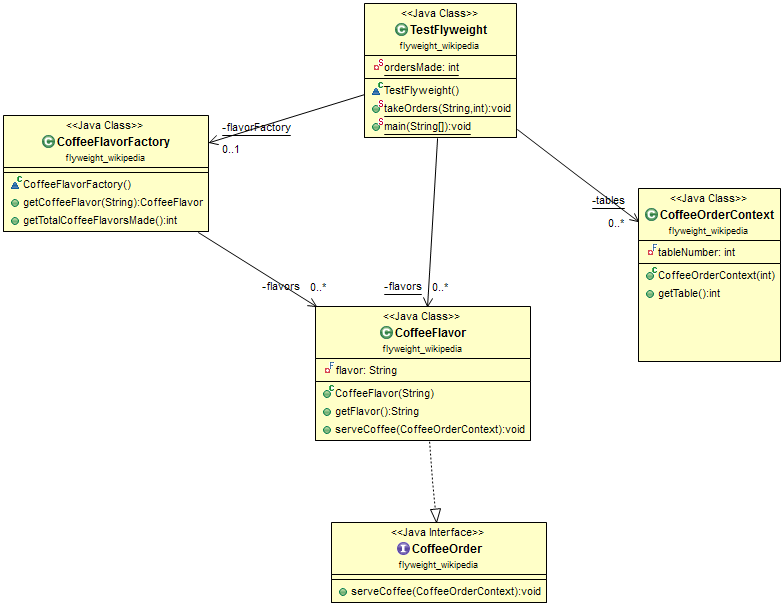 <<Java Class>>
TestFlyweight
flyweight_wikipedia
ordersMade: int
TestFlyweight()
takeOrders(String,int):void
main(String[]):void
-flavorFactory
0..1
<<Java Class>>
CoffeeFlavorFactory
flyweight_wikipedia
CoffeeFlavorFactory()
getCoffeeFlavor(String):CoffeeFlavor
getTotalCoffeeFlavorsMade():int
-tables
0..*
<<Java Class>>
CoffeeOrderContext
flyweight_wikipedia
tableNumber: int
CoffeeOrderContext(int)
getTable():int
-flavors 0..*
-flavors 0..*
<<Java Class>>
CoffeeFlavor
flyweight_wikipedia
flavor: String
CoffeeFlavor(String)
getFlavor():String
serveCoffee(CoffeeOrderContext):void
<<Java Interface>>
CoffeeOrder
flyweight_wikipedia
serveCoffee(CoffeeOrderContext):void